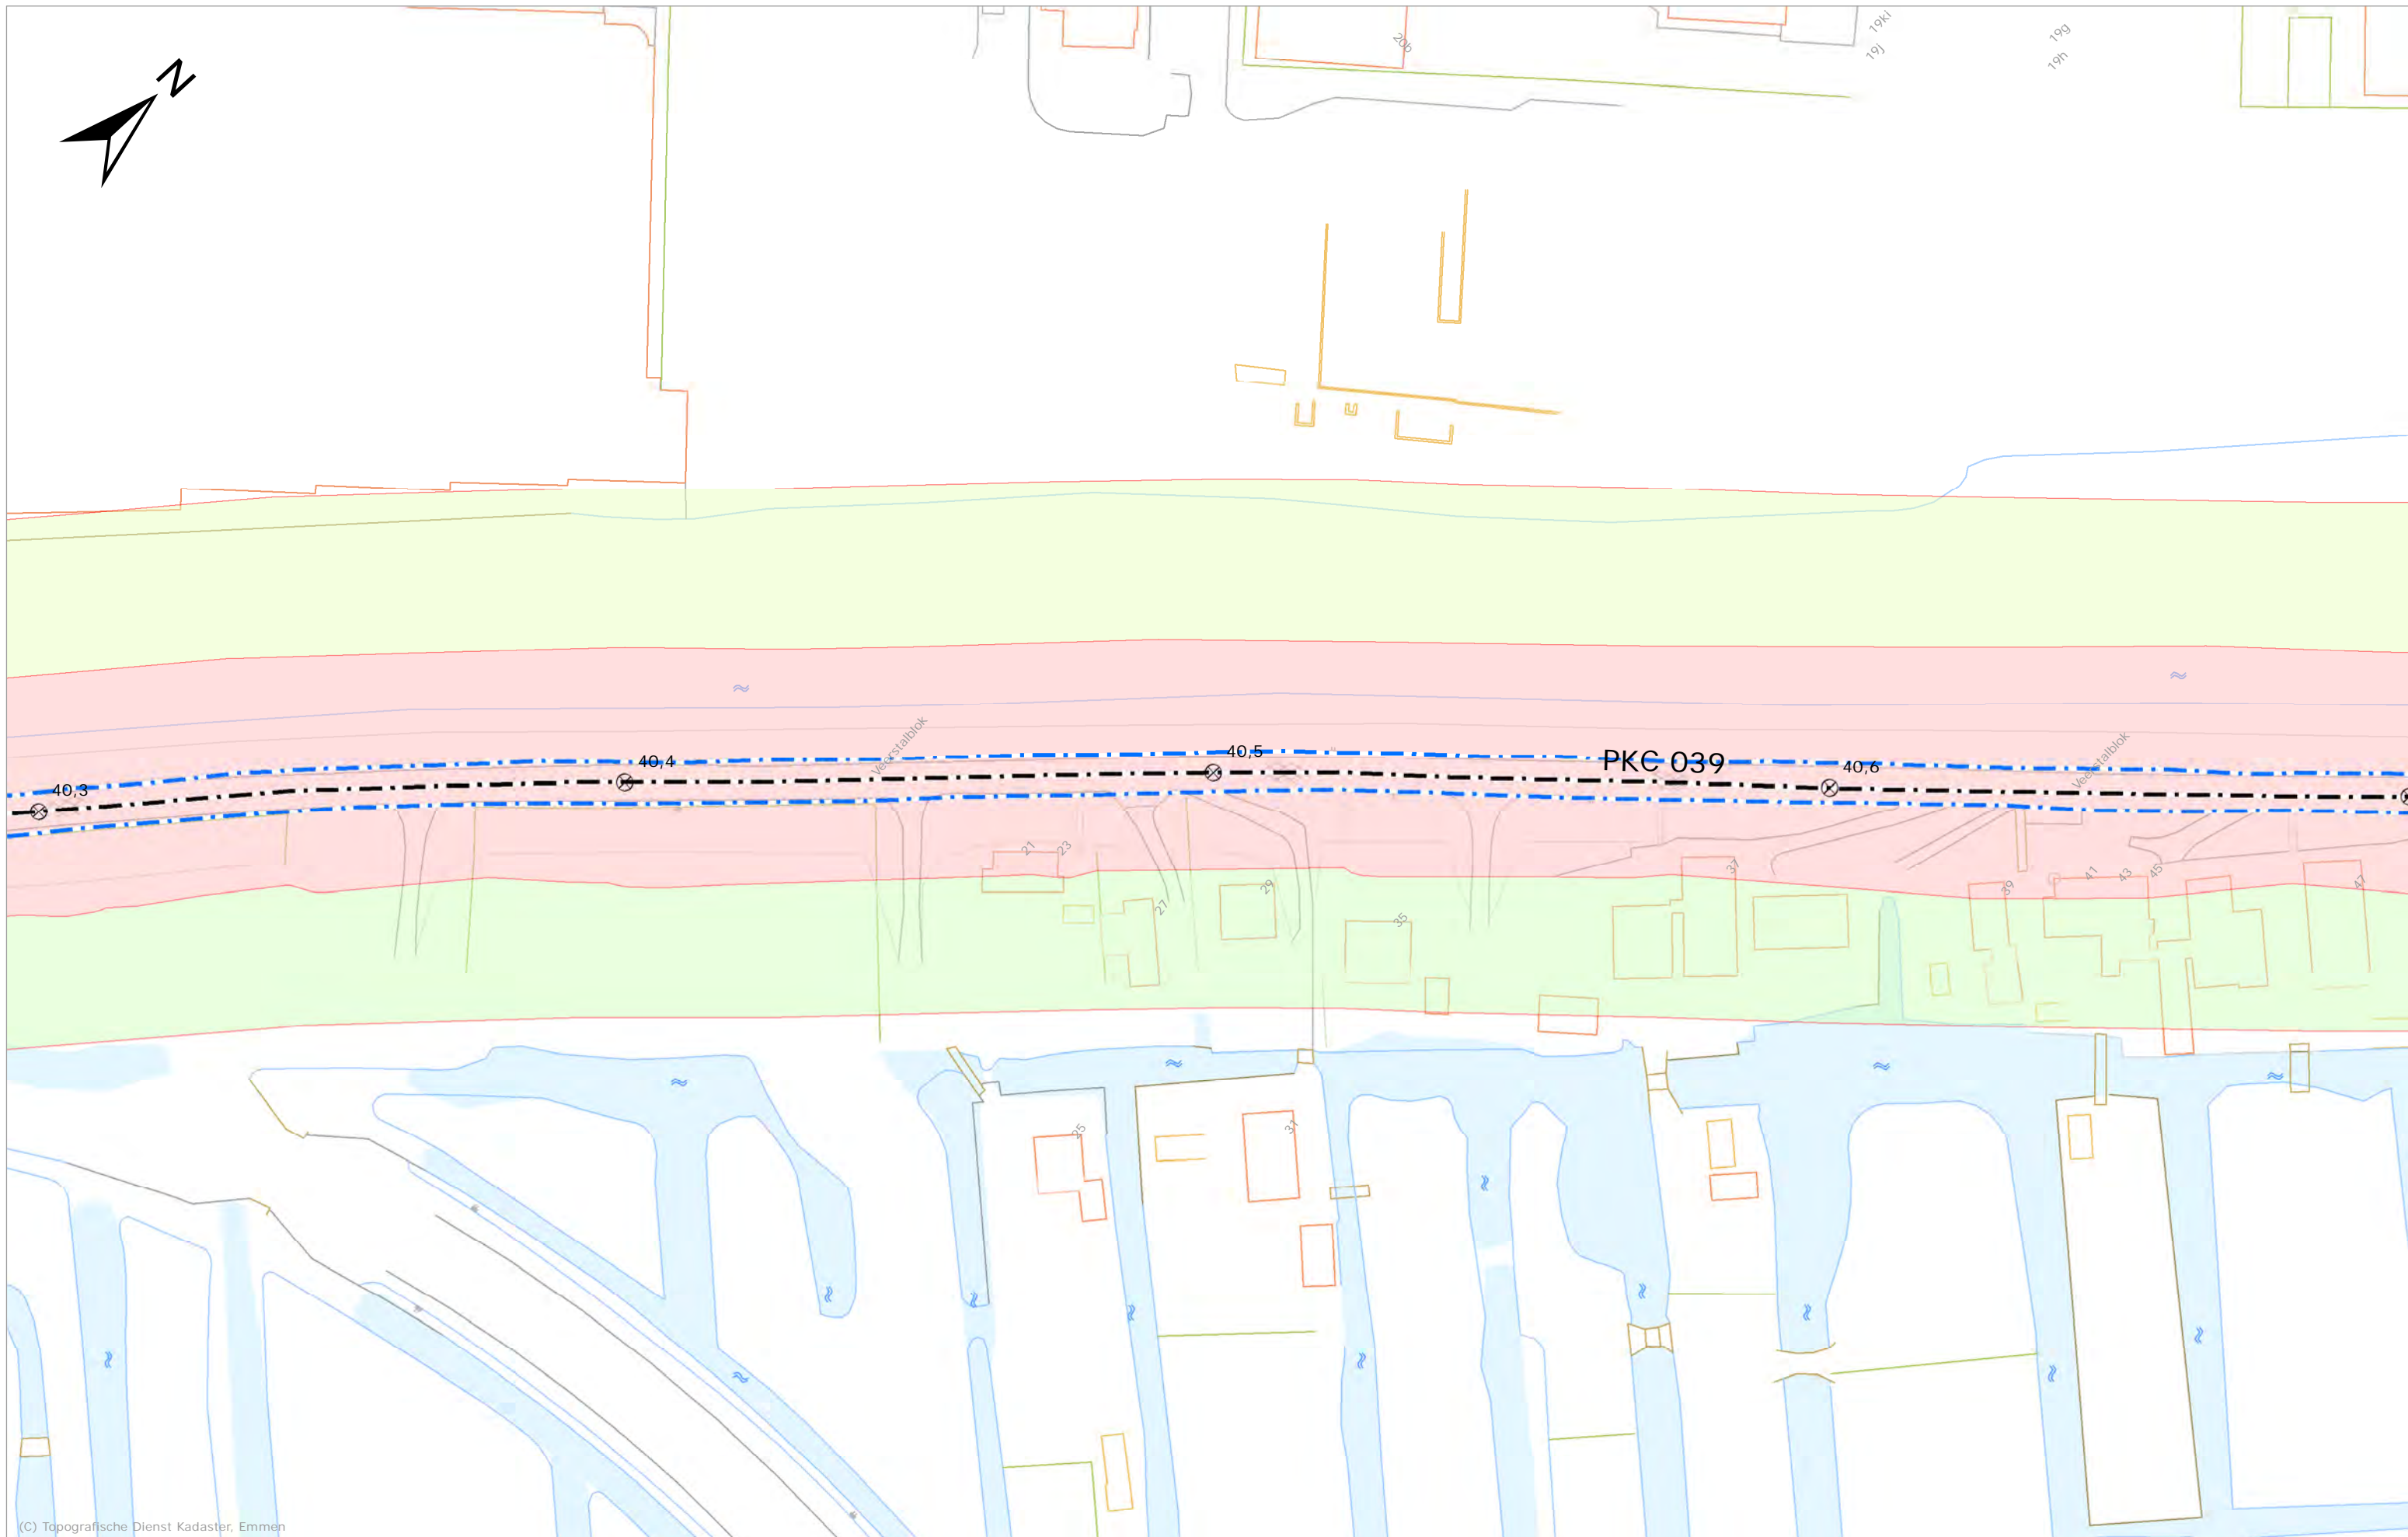 N
20b
19ki
19j
19g
19h
40,3
40,4
Veerstalblok
40,5
PKC 039
40,6
Veerstalblok
21
23
27
29
35
37
39
41
43
45
47
25
31
(C) Topografische Dienst Kadaster, Emmen